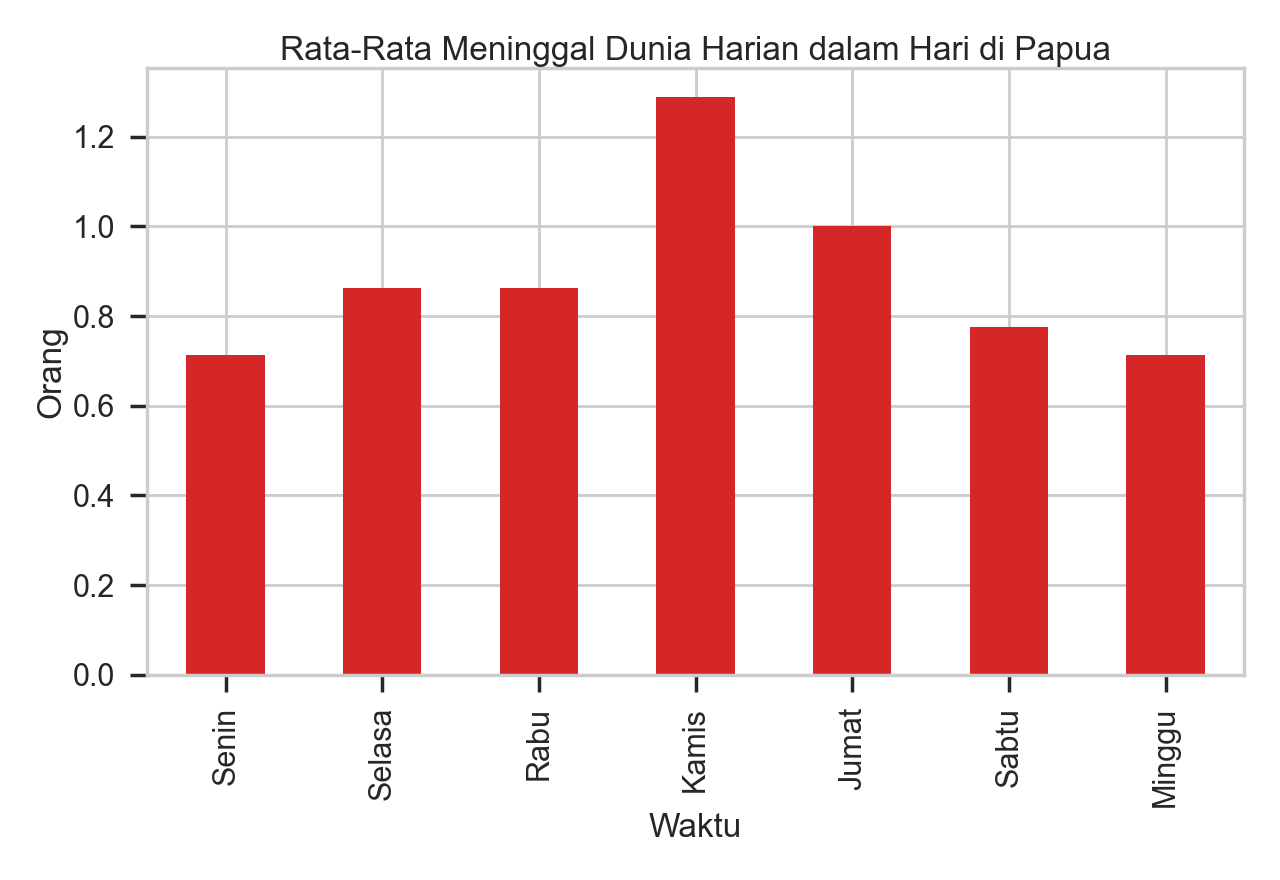 Rata-Rata Meninggal Dunia Harian dalam Hari di Papua
1.2
1.0
0.8
0.6
0.4
0.2
0.0
Orang
Senin
Selasa
Rabu
Kamis
Jumat
Sabtu
Minggu
Waktu